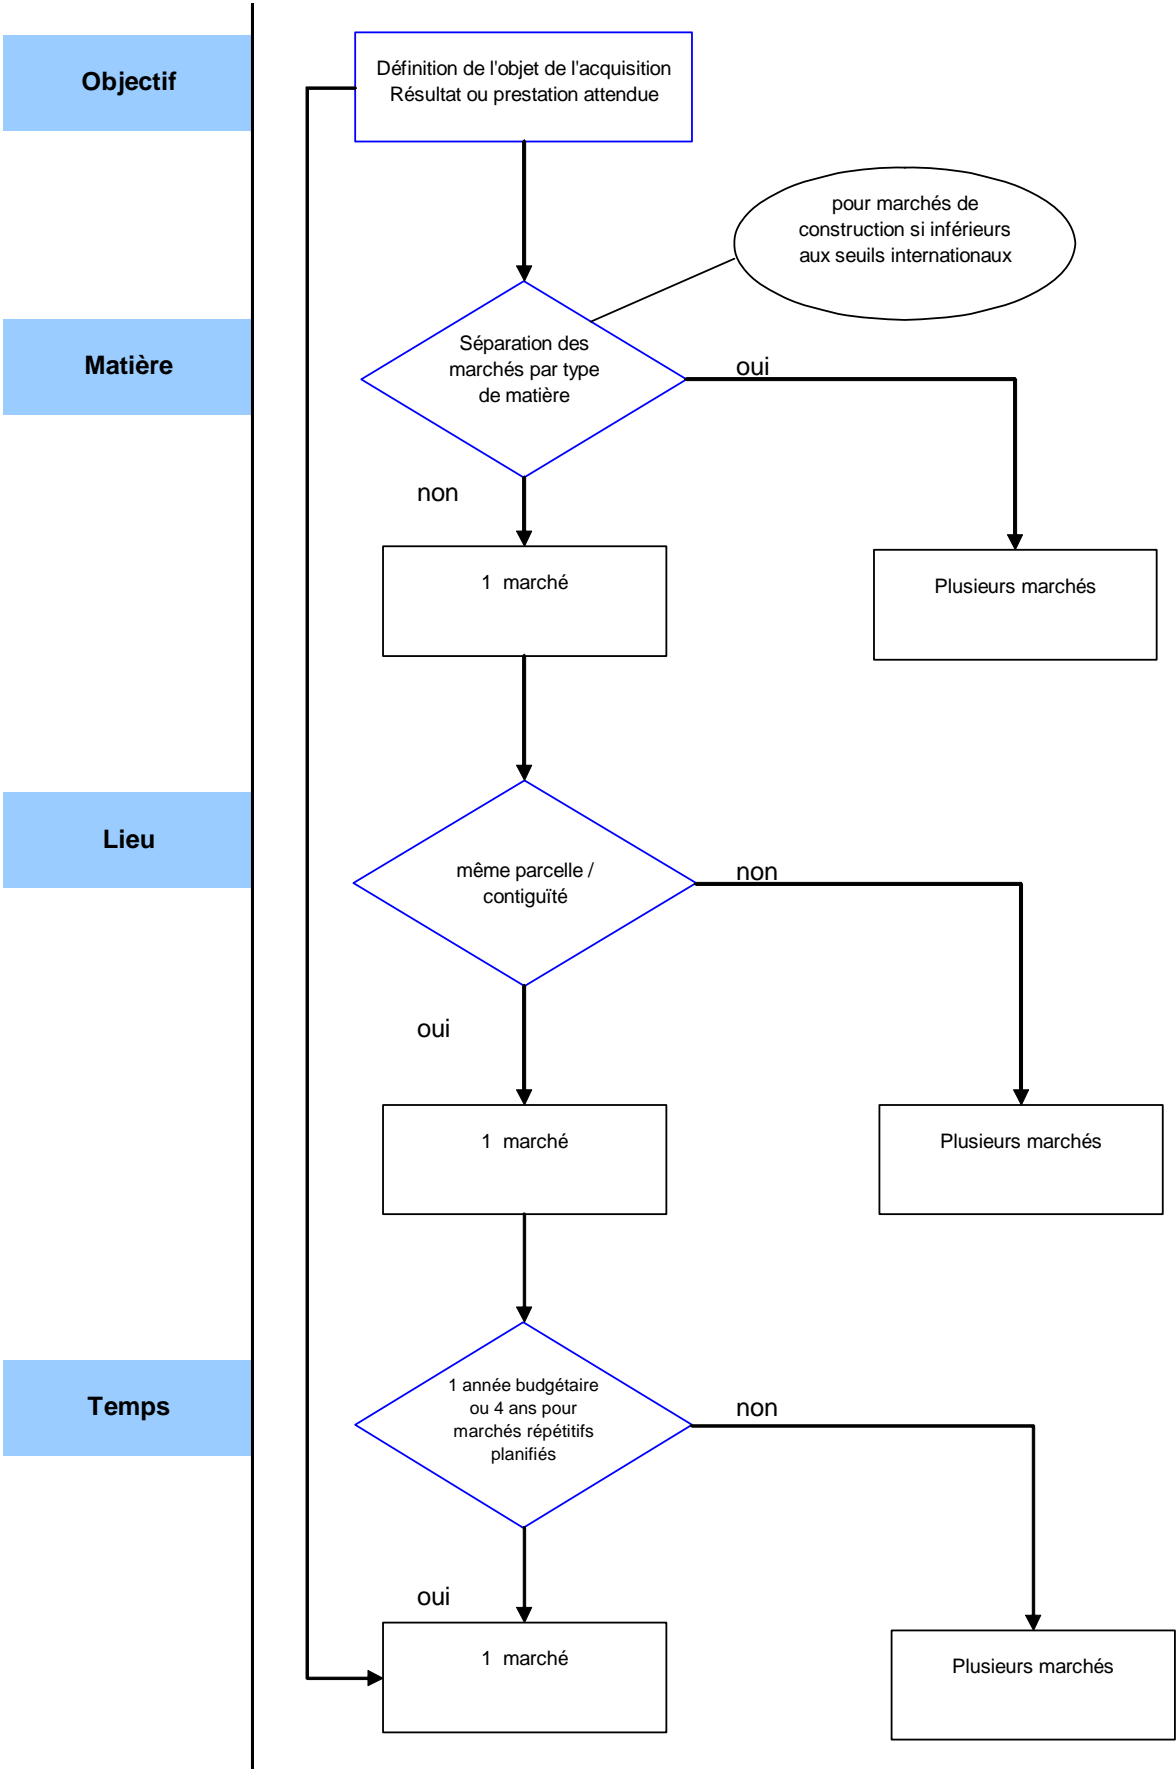 Objectif
Définition de l'objet de l'acquisition
Résultat ou prestation attendue
pour marchés de
construction si inférieurs
aux seuils internationaux
Matière
Séparation des
marchés par type
de matière
oui
non
1 marché
Plusieurs marchés
Lieu
même parcelle /
contiguïté
non
oui
1 marché
Plusieurs marchés
Temps
1 année budgétaire
ou 4 ans pour
marchés répétitifs
planifiés
non
oui
1 marché
Plusieurs marchés